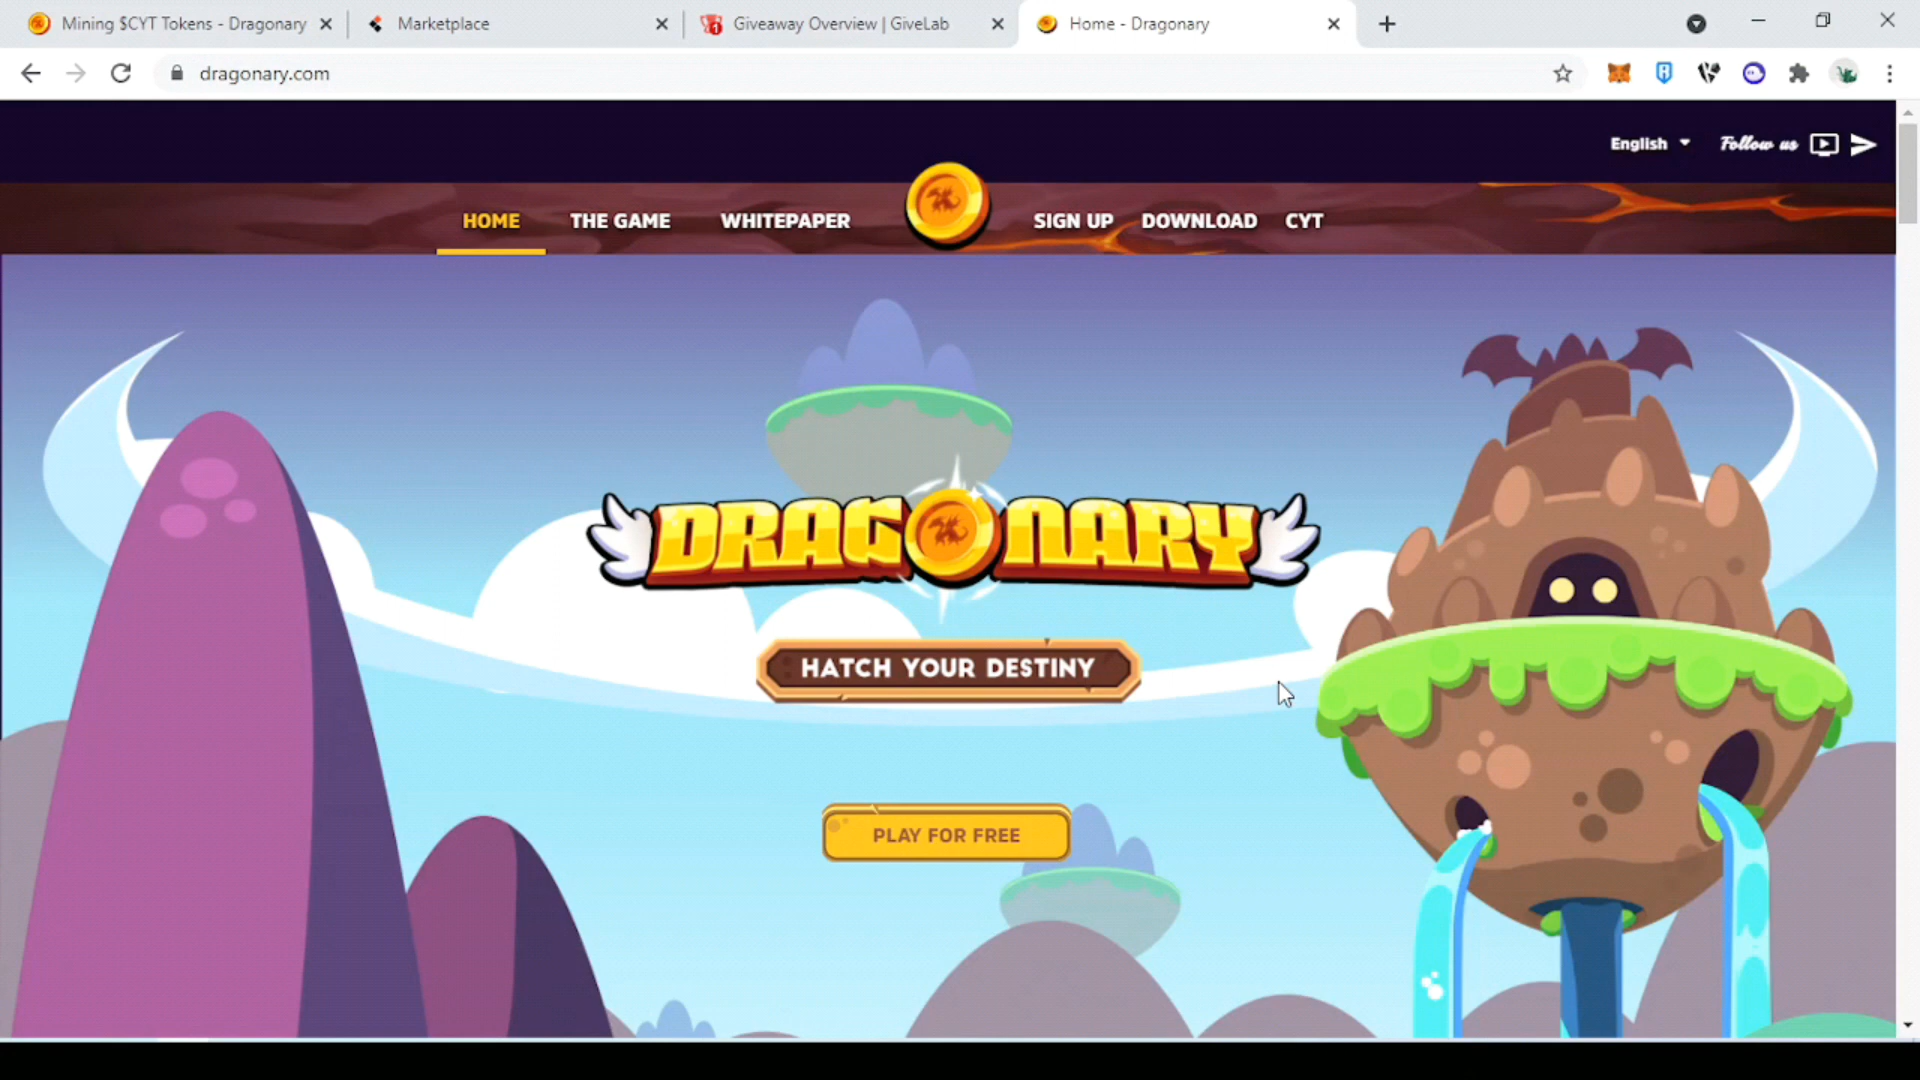 Mining $CYT Tokens - Dragonary
Marketplace
Giveaway Overview | GiveLab
Home - Dragonary
dragonary.com
English
Follow us
HOME
THE GAME
WHITEPAPER
SIGN UP
DOWNLOAD
CYT
DRAGONARY
HATCH YOUR DESTINY
PLAY FOR FREE